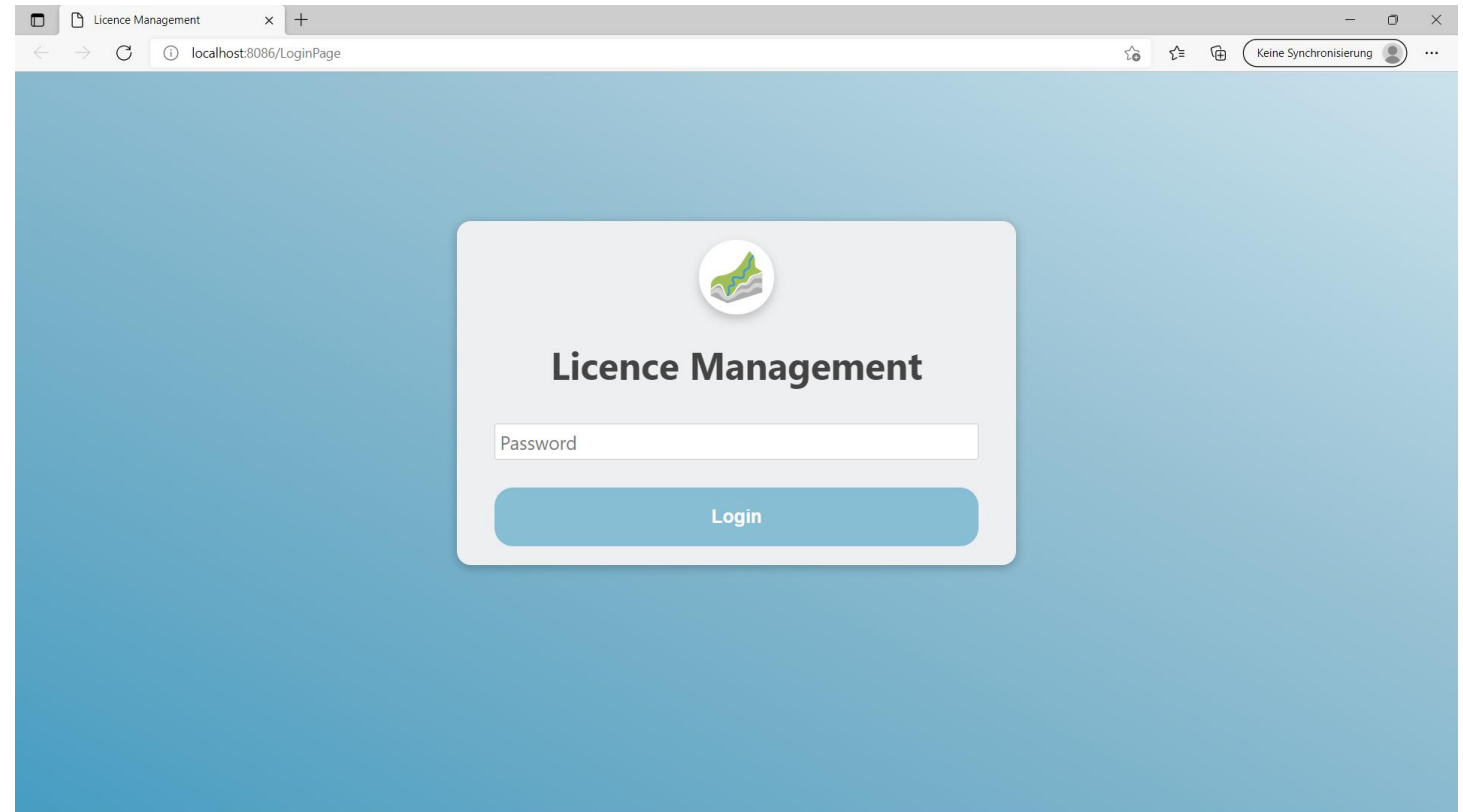 Licence Management
localhost:8086/LoginPage
Keine Synchronisierung
Licence Management
Password
Login